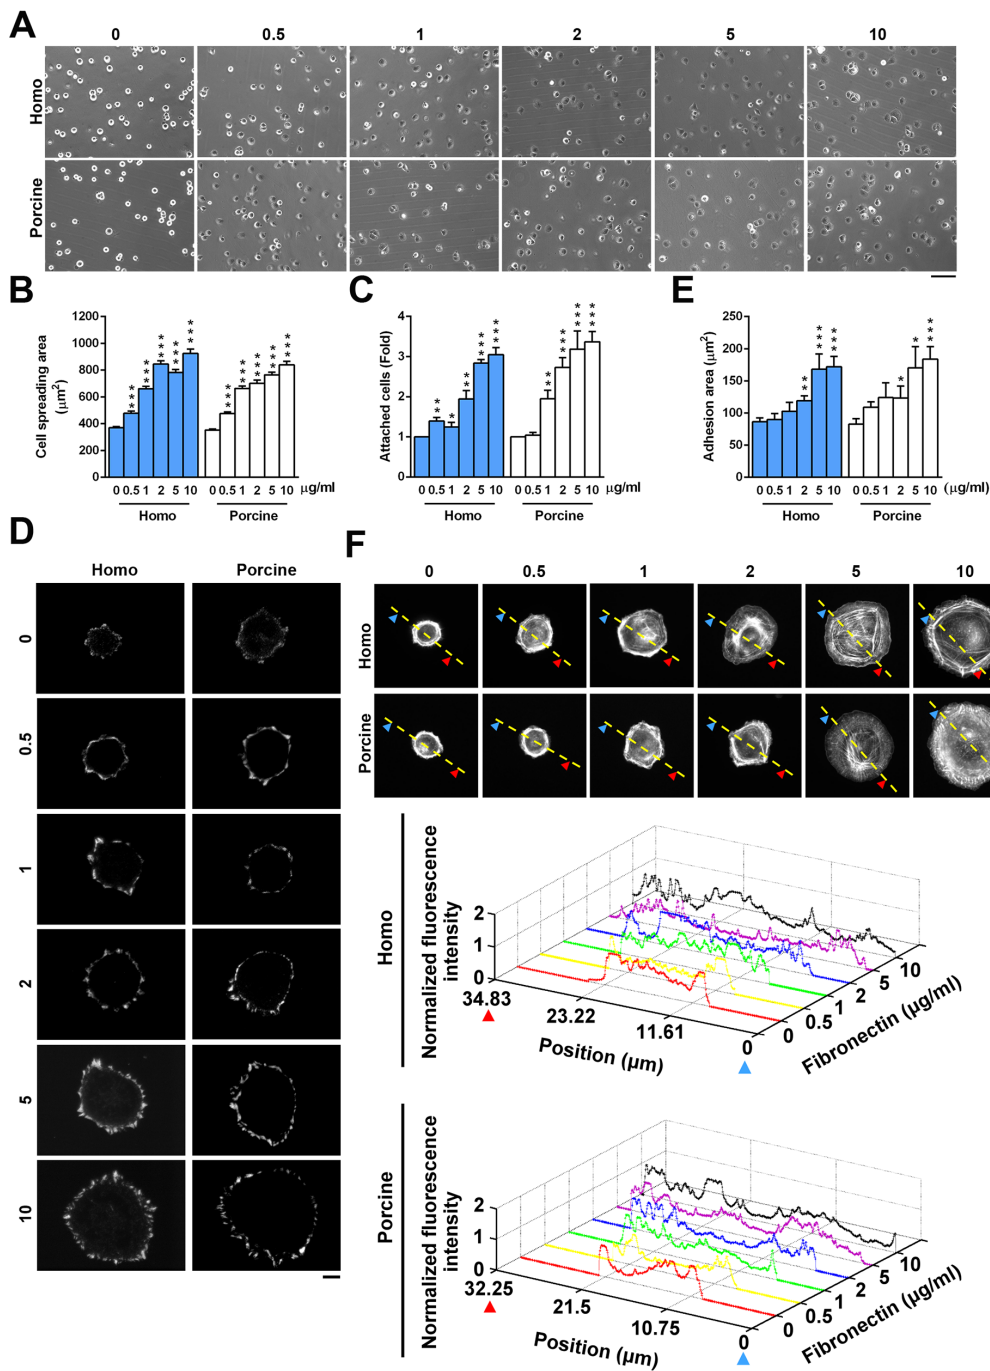 A
0 0.5 1 2 5 10
Homo
Porcine
B
Cell spreading area
(μm²)
1200
1000
800
600
400
200
0
*** *** *** *** ***
*** *** *** *** ***
0 0.5 1 2 5 10 0 0.5 1 2 5 10 μg/ml
Homo Porcine
C
Attached cells (Fold)
4
3
2
1
0
** * ** *** ***
** *** *** ***
0 0.5 1 2 5 10 0 0.5 1 2 5 10 μg/ml
Homo Porcine
E
Adhesion area (μm²)
250
200
150
100
50
0
** *** ***
* * ***
0 0.5 1 2 5 10 0 0.5 1 2 5 10 (μg/ml)
Homo Porcine
D
Homo Porcine
0
0.5
1
2
5
10
F
0 0.5 1 2 5 10
Homo
Porcine
Homo
Normalized fluorescence
intensity
2
1
0
34.83
23.22
11.61
0
Position (μm)
0
0.5
1
2
5
10
Fibronectin (μg/ml)
Porcine
Normalized fluorescence
intensity
2
1
0
32.25
21.5
10.75
0
Position (μm)
0
0.5
1
2
5
10
Fibronectin (μg/ml)